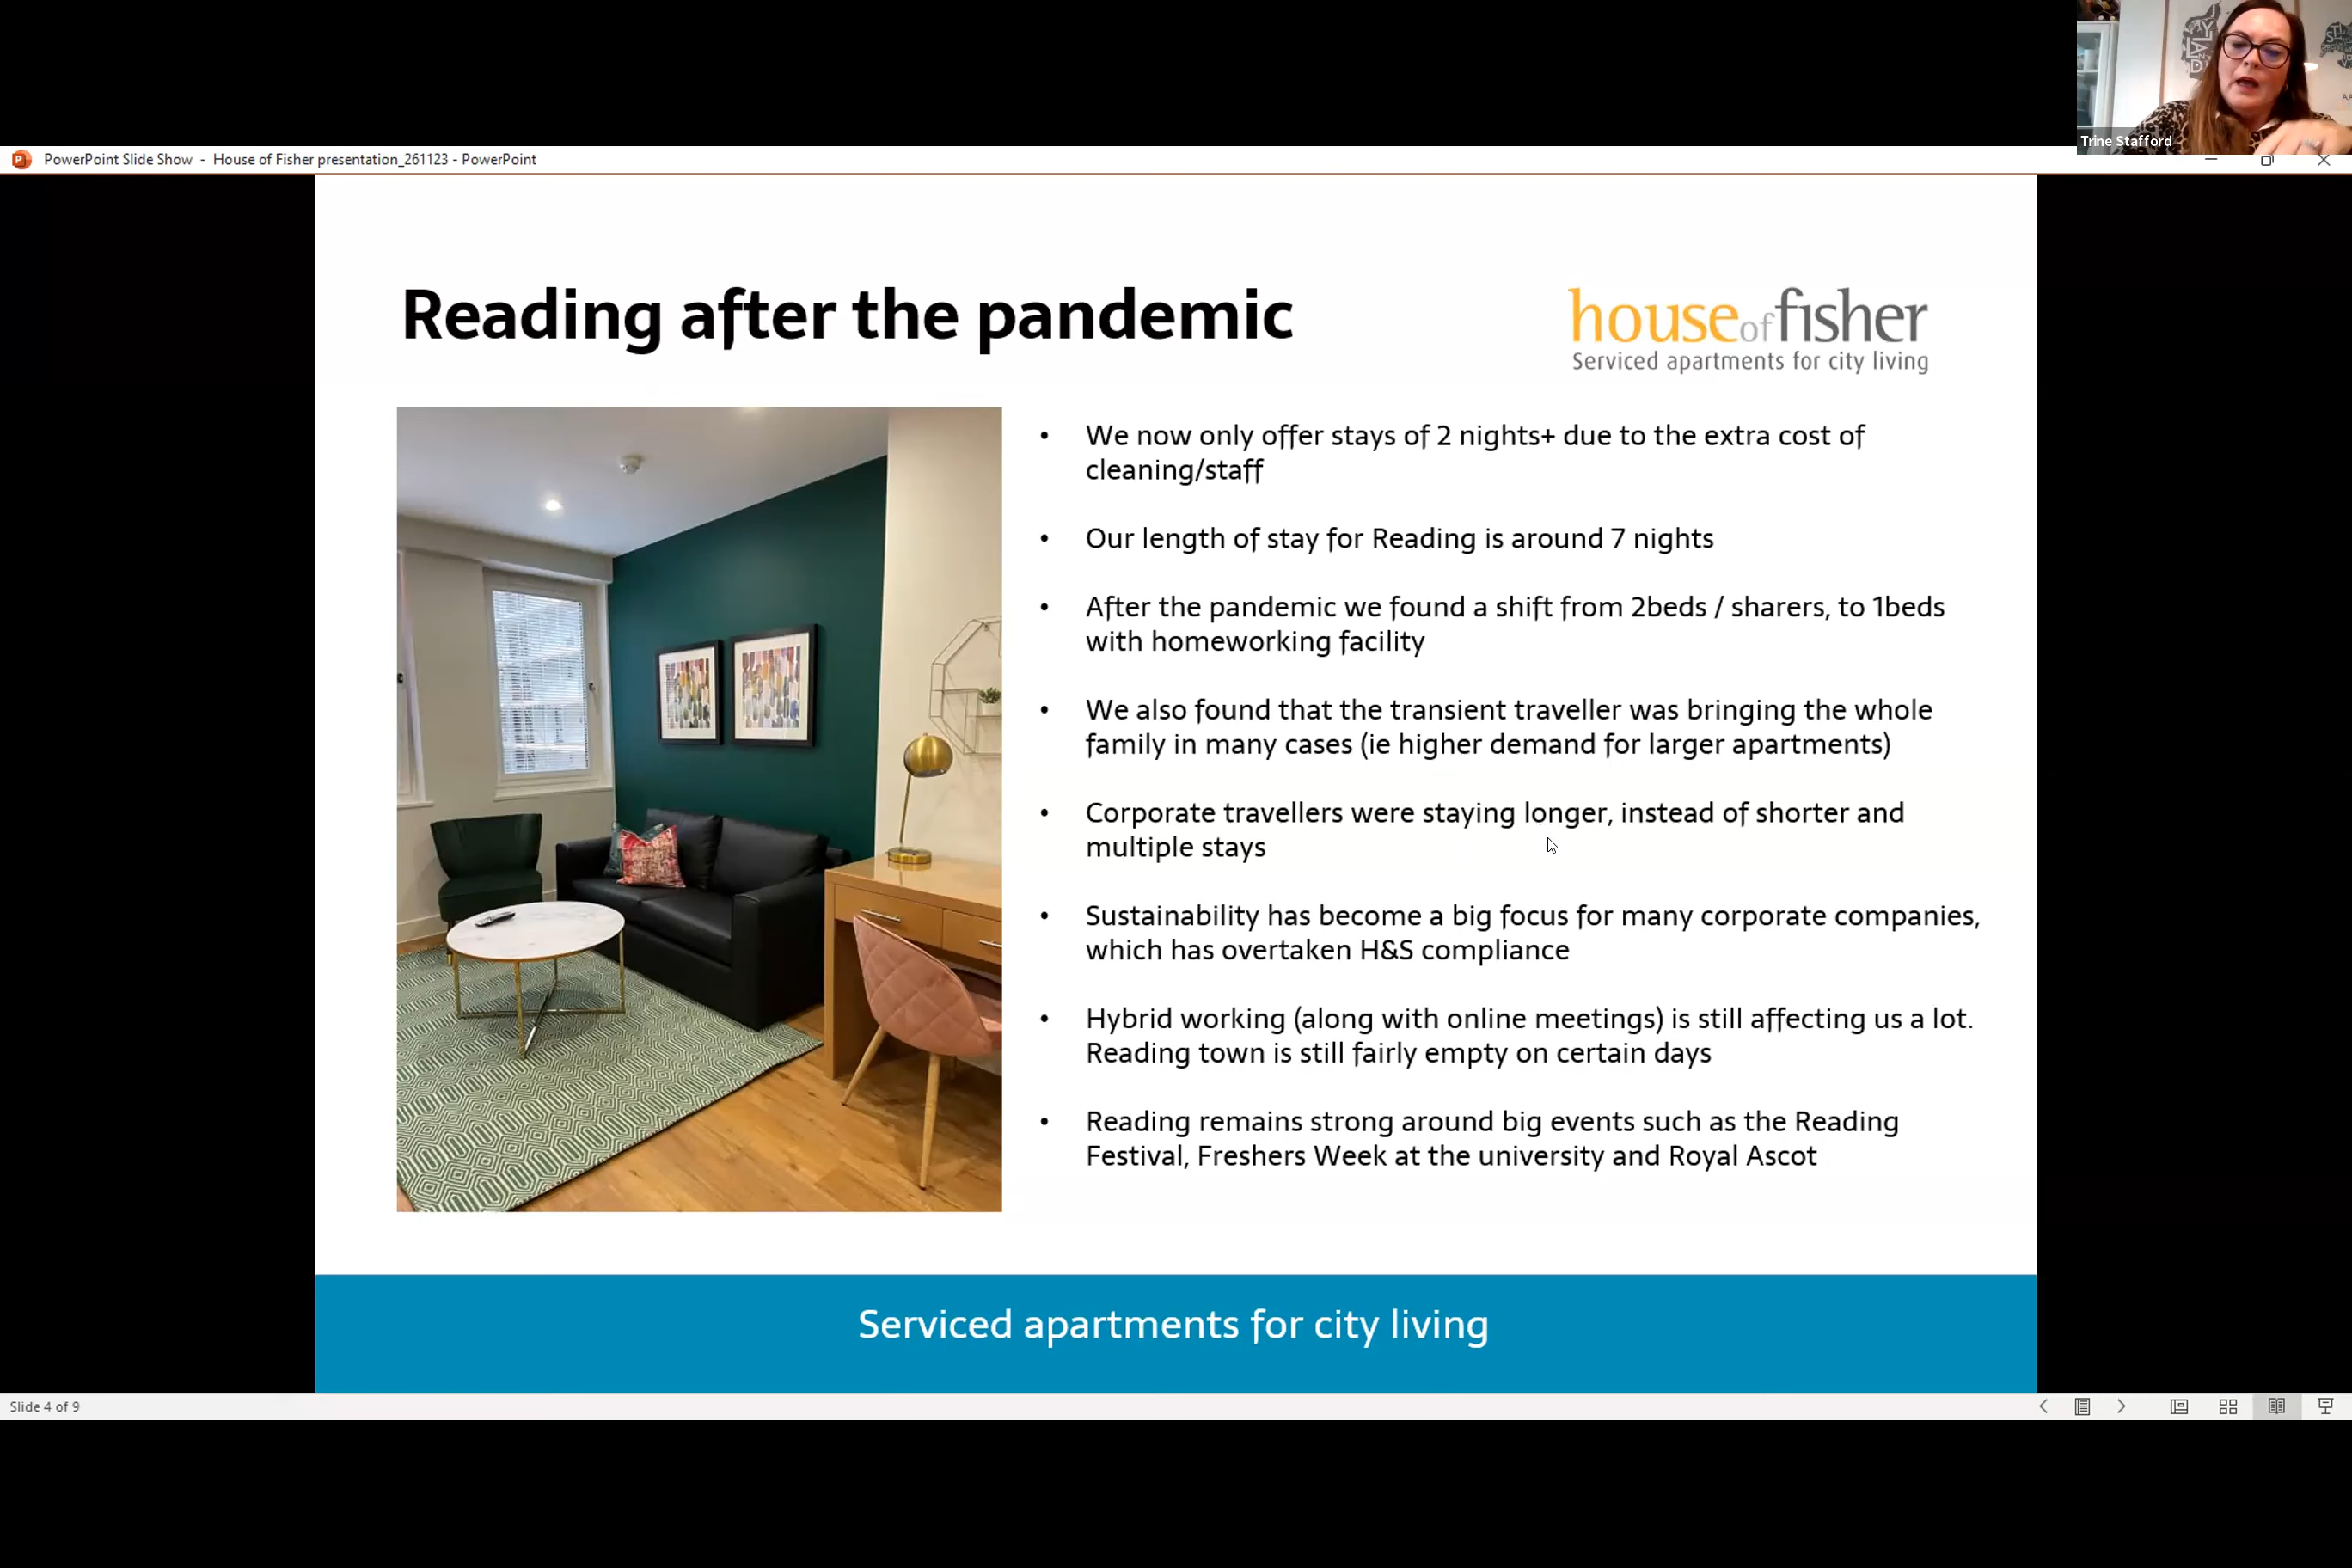 Trine Stafford
PowerPoint Slide Show - House of Fisher presentation_261123 - PowerPoint
Reading after the pandemic
houseoffisher
Serviced apartments for city living
• We now only offer stays of 2 nights+ due to the extra cost of
cleaning/staff
• Our length of stay for Reading is around 7 nights
• After the pandemic we found a shift from 2beds / sharers, to 1beds
with homeworking facility
• We also found that the transient traveller was bringing the whole
family in many cases (ie higher demand for larger apartments)
• Corporate travellers were staying longer, instead of shorter and
multiple stays
• Sustainability has become a big focus for many corporate companies,
which has overtaken H&S compliance
• Hybrid working (along with online meetings) is still affecting us a lot.
Reading town is still fairly empty on certain days
• Reading remains strong around big events such as the Reading
Festival, Freshers Week at the university and Royal Ascot
Serviced apartments for city living
Slide 4 of 9